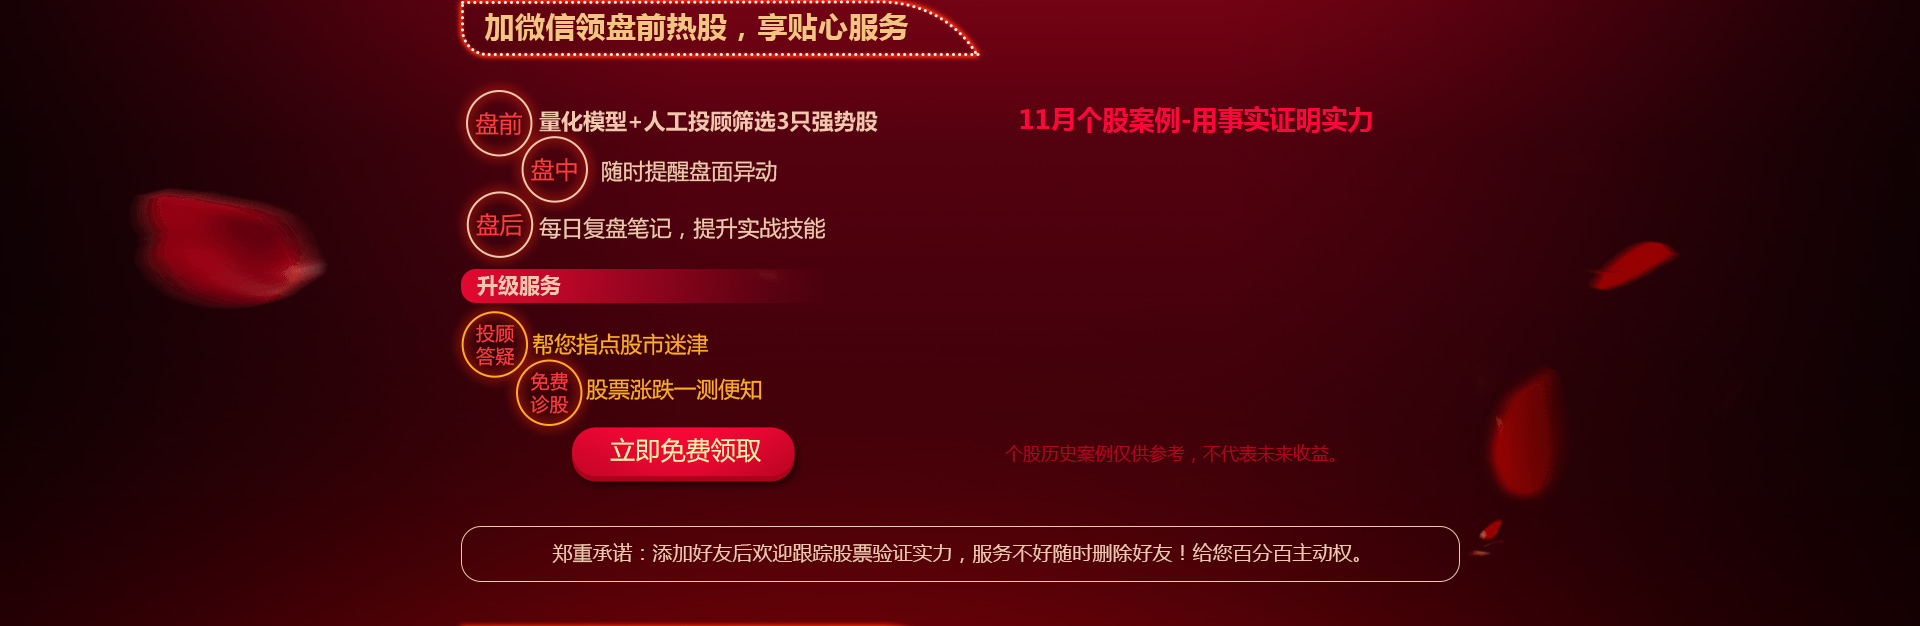 加微信领盘前热股，享贴心服务
盘前 量化模型+人工投顾筛选3只强势股
11月个股案例-用事实证明实力
盘中 随时提醒盘面异动
盘后 每日复盘笔记，提升实战技能
升级服务
投顾
答疑
帮您指点股市迷津
免费
诊股
股票涨跌一测便知
立即免费领取
个股历史案例仅供参考，不代表未来收益。
郑重承诺：添加好友后欢迎跟踪股票验证实力，服务不好随时删除好友！给您百分百主动权。